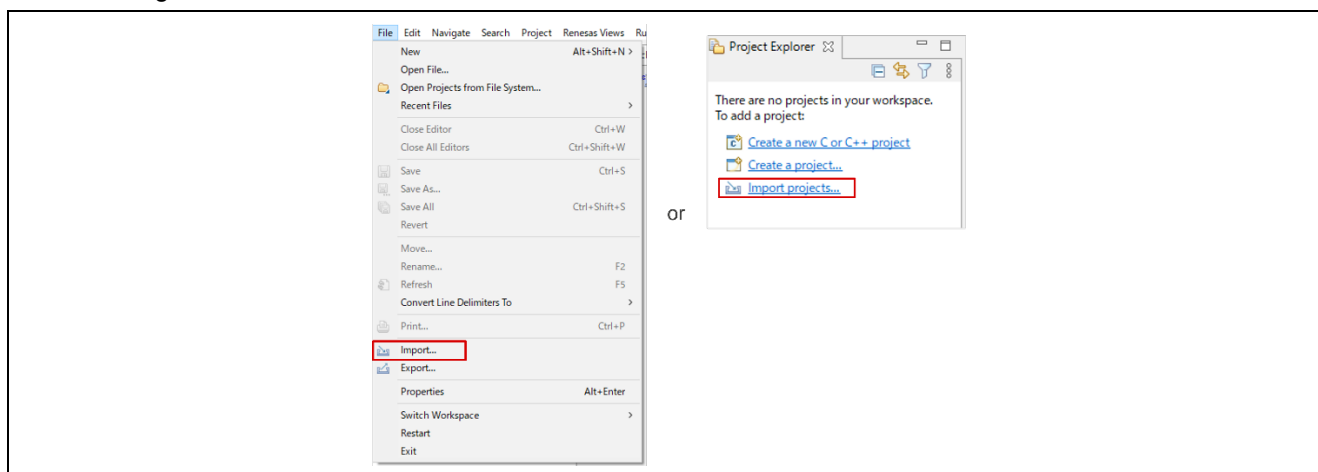 File Edit Navigate Search Project Renesas Views Ru
New Alt+Shift+N >
Open File...
Open Projects from File System...
Recent Files >
Close Editor Ctrl+W
Close All Editors Ctrl+Shift+W
Save Ctrl+S
Save As...
Save All Ctrl+Shift+S
Revert
Move...
Rename... F2
Refresh F5
Convert Line Delimiters To >
Print... Ctrl+P
Import...
Export...
Properties Alt+Enter
Switch Workspace >
Restart
Exit
or
Project Explorer
There are no projects in your workspace.
To add a project:
Create a new C or C++ project
Create a project...
Import projects...